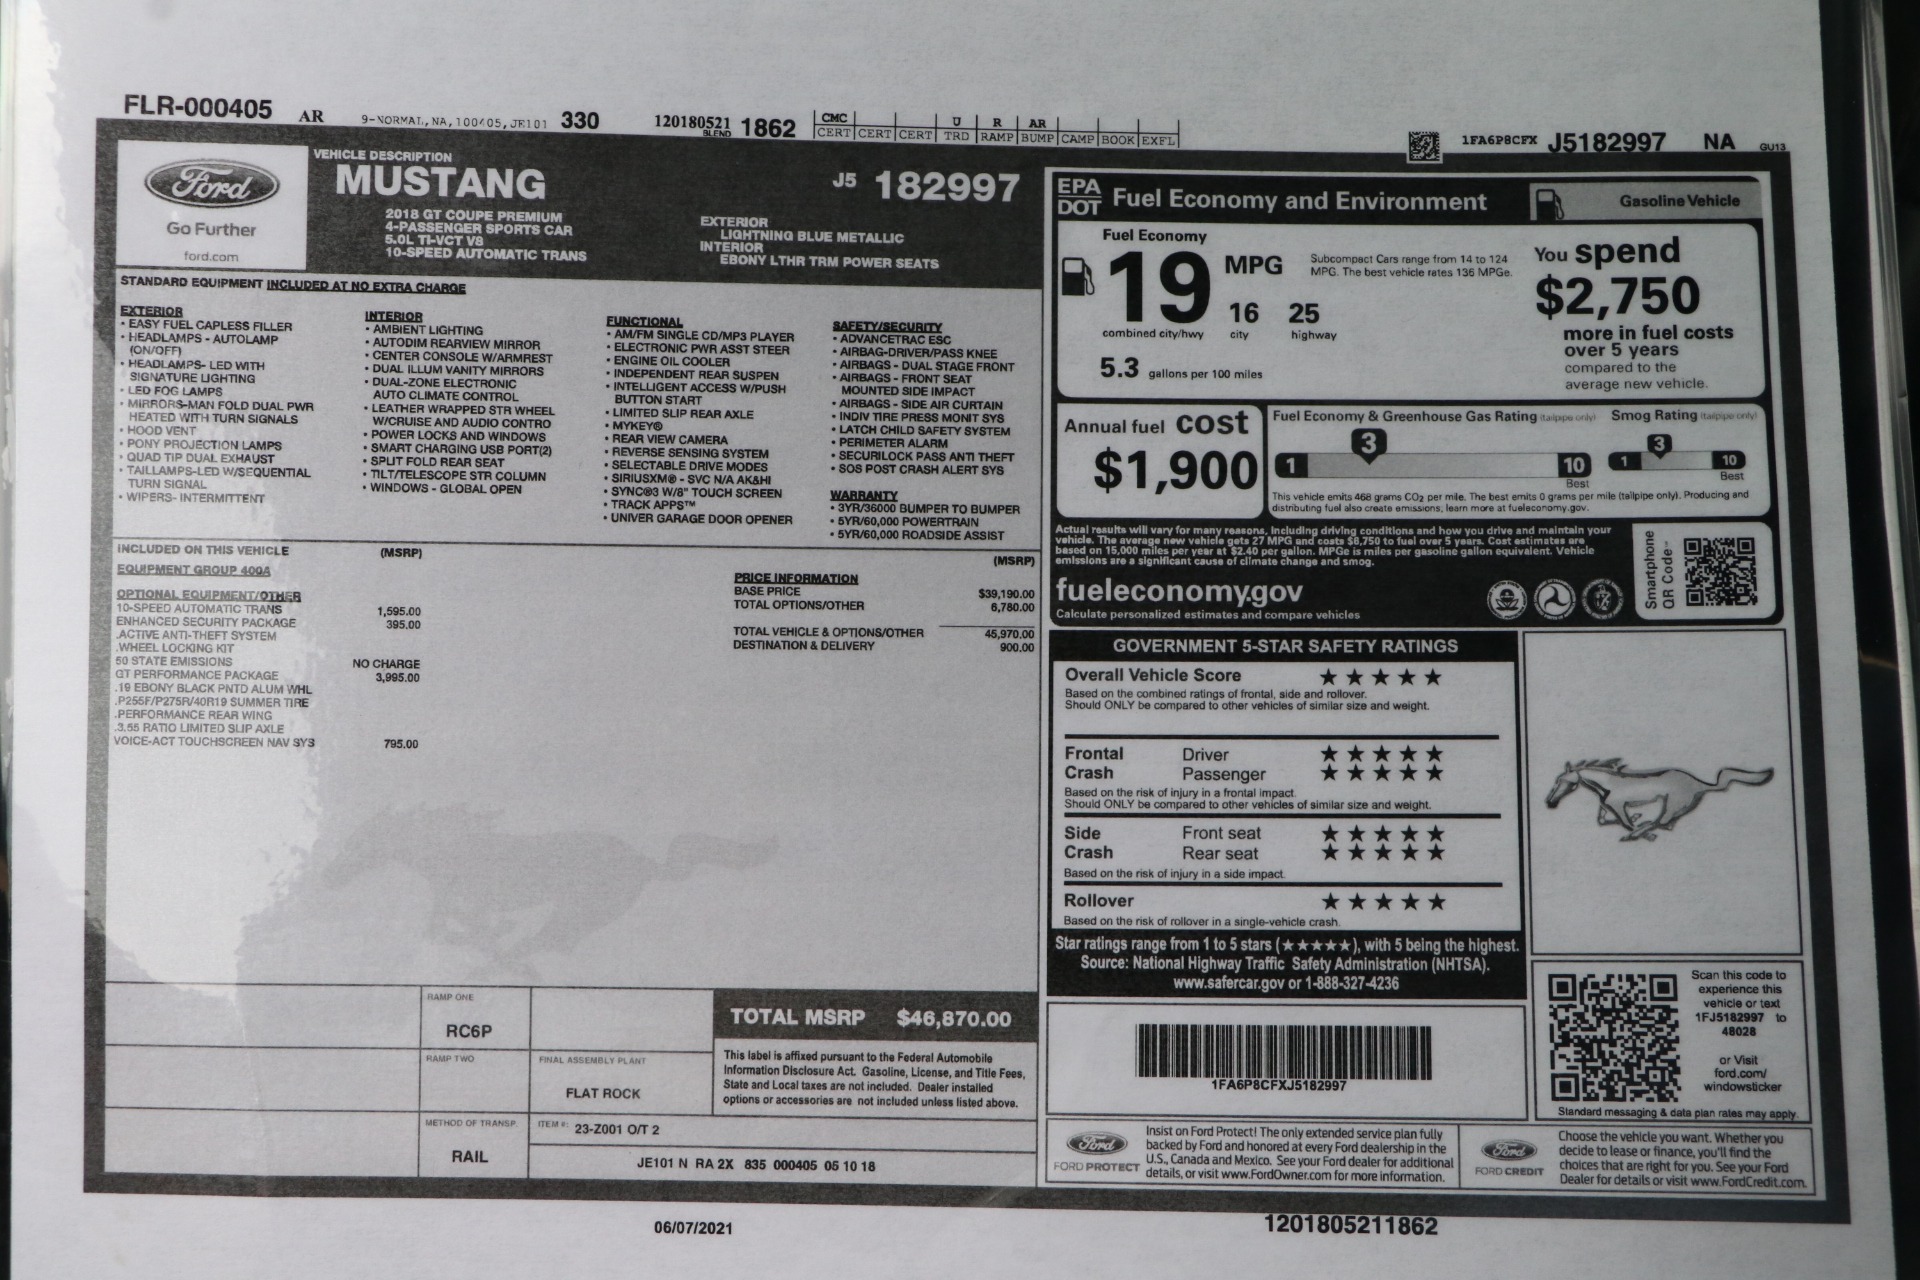 FLR-000405 AR 9-NORMAL, NA, 100405, JE101 330 120180521 1862
BLEND
CMC U R AR
CERT CERT CERT TRD RAMP BUMP CAMP BOOK EXFL
1FA6P8CFX J5182997 NA GU13
Ford
Go Further
ford.com
VEHICLE DESCRIPTION
MUSTANG
2018 GT COUPE PREMIUM
4-PASSENGER SPORTS CAR
5.0L TI-VCT V8
10-SPEED AUTOMATIC TRANS
J5 182997
EXTERIOR
LIGHTNING BLUE METALLIC
INTERIOR
EBONY LTHR TRM POWER SEATS
STANDARD EQUIPMENT INCLUDED AT NO EXTRA CHARGE
EXTERIOR
• EASY FUEL CAPLESS FILLER
• HEADLAMPS - AUTOLAMP
(ON/OFF)
• HEADLAMPS- LED WITH
SIGNATURE LIGHTING
• LED FOG LAMPS
• MIRRORS-MAN FOLD DUAL PWR
HEATED WITH TURN SIGNALS
• HOOD VENT
• PONY PROJECTION LAMPS
• QUAD TIP DUAL EXHAUST
• TAILLAMPS-LED W/SEQUENTIAL
TURN SIGNAL
• WIPERS- INTERMITTENT
INTERIOR
• AMBIENT LIGHTING
• AUTODIM REARVIEW MIRROR
• CENTER CONSOLE W/ARMREST
• DUAL ILLUM VANITY MIRRORS
• DUAL-ZONE ELECTRONIC
AUTO CLIMATE CONTROL
• LEATHER WRAPPED STR WHEEL
W/CRUISE AND AUDIO CONTRO
• POWER LOCKS AND WINDOWS
• SMART CHARGING USB PORT(2)
• SPLIT FOLD REAR SEAT
• TILT/TELESCOPE STR COLUMN
• WINDOWS - GLOBAL OPEN
FUNCTIONAL
• AM/FM SINGLE CD/MP3 PLAYER
• ELECTRONIC PWR ASST STEER
• ENGINE OIL COOLER
• INDEPENDENT REAR SUSPEN
• INTELLIGENT ACCESS W/PUSH
BUTTON START
• LIMITED SLIP REAR AXLE
• MYKEY®
• REAR VIEW CAMERA
• REVERSE SENSING SYSTEM
• SELECTABLE DRIVE MODES
• SIRIUSXM® - SVC N/A AK&HI
• SYNC®3 W/8" TOUCH SCREEN
• TRACK APPS™
• UNIVER GARAGE DOOR OPENER
SAFETY/SECURITY
• ADVANCETRAC ESC
• AIRBAG-DRIVER/PASS KNEE
• AIRBAGS - DUAL STAGE FRONT
• AIRBAGS - FRONT SEAT
MOUNTED SIDE IMPACT
• AIRBAGS - SIDE AIR CURTAIN
• INDIV TIRE PRESS MONIT SYS
• LATCH CHILD SAFETY SYSTEM
• PERIMETER ALARM
• SECURILOCK PASS ANTI THEFT
• SOS POST CRASH ALERT SYS
WARRANTY
• 3YR/36000 BUMPER TO BUMPER
• 5YR/60,000 POWERTRAIN
• 5YR/60,000 ROADSIDE ASSIST
INCLUDED ON THIS VEHICLE (MSRP)
EQUIPMENT GROUP 400A
OPTIONAL EQUIPMENT/OTHER
10-SPEED AUTOMATIC TRANS 1,595.00
ENHANCED SECURITY PACKAGE 395.00
.ACTIVE ANTI-THEFT SYSTEM
.WHEEL LOCKING KIT
50 STATE EMISSIONS NO CHARGE
GT PERFORMANCE PACKAGE 3,995.00
.19 EBONY BLACK PNTD ALUM WHL
.P255F/P275R/40R19 SUMMER TIRE
.PERFORMANCE REAR WING
.3.55 RATIO LIMITED SLIP AXLE
VOICE-ACT TOUCHSCREEN NAV SYS 795.00
(MSRP)
PRICE INFORMATION
BASE PRICE $39,190.00
TOTAL OPTIONS/OTHER 6,780.00
TOTAL VEHICLE & OPTIONS/OTHER 45,970.00
DESTINATION & DELIVERY 900.00
RAMP ONE
RC6P
RAMP TWO
FINAL ASSEMBLY PLANT
FLAT ROCK
METHOD OF TRANSP.
RAIL
ITEM #: 23-Z001 O/T 2
JE101 N RA 2X 835 000405 05 10 18
TOTAL MSRP $46,870.00
This label is affixed pursuant to the Federal Automobile
Information Disclosure Act. Gasoline, License, and Title Fees,
State and Local taxes are not included. Dealer installed
options or accessories are not included unless listed above.
EPA
DOT
Fuel Economy and Environment
Gasoline Vehicle
Fuel Economy
19 MPG
combined city/hwy
16 25
city highway
5.3 gallons per 100 miles
Subcompact Cars range from 14 to 124
MPG. The best vehicle rates 136 MPGe.
You spend
$2,750
more in fuel costs
over 5 years
compared to the
average new vehicle.
Annual fuel cost
$1,900
Fuel Economy & Greenhouse Gas Rating (tailpipe only)
3
1 10
Best
Smog Rating (tailpipe only)
3
1 10
Best
This vehicle emits 468 grams CO2 per mile. The best emits 0 grams per mile (tailpipe only). Producing and
distributing fuel also create emissions; learn more at fueleconomy.gov.
Actual results will vary for many reasons, including driving conditions and how you drive and maintain your
vehicle. The average new vehicle gets 27 MPG and costs $6,750 to fuel over 5 years. Cost estimates are
based on 15,000 miles per year at $2.40 per gallon. MPGe is miles per gasoline gallon equivalent. Vehicle
emissions are a significant cause of climate change and smog.
fueleconomy.gov
Calculate personalized estimates and compare vehicles
Smartphone
QR Code™
GOVERNMENT 5-STAR SAFETY RATINGS
Overall Vehicle Score ★★★★★
Based on the combined ratings of frontal, side and rollover.
Should ONLY be compared to other vehicles of similar size and weight.
Frontal Driver ★★★★★
Crash Passenger ★★★★★
Based on the risk of injury in a frontal impact.
Should ONLY be compared to other vehicles of similar size and weight.
Side Front seat ★★★★★
Crash Rear seat ★★★★★
Based on the risk of injury in a side impact.
Rollover ★★★★★
Based on the risk of rollover in a single-vehicle crash.
Star ratings range from 1 to 5 stars (★★★★★), with 5 being the highest.
Source: National Highway Traffic Safety Administration (NHTSA).
www.safercar.gov or 1-888-327-4236
1FA6P8CFXJ5182997
Scan this code to
experience this
vehicle or text
1FJ5182997 to
48028
or Visit
ford.com/
windowsticker
Standard messaging & data plan rates may apply.
Ford
FORD PROTECT
Insist on Ford Protect! The only extended service plan fully
backed by Ford and honored at every Ford dealership in the
U.S., Canada and Mexico. See your Ford dealer for additional
details, or visit www.FordOwner.com for more information.
Ford
FORD CREDIT
Choose the vehicle you want. Whether you
decide to lease or finance, you'll find the
choices that are right for you. See your Ford
Dealer for details or visit www.FordCredit.com.
06/07/2021
1201805211862